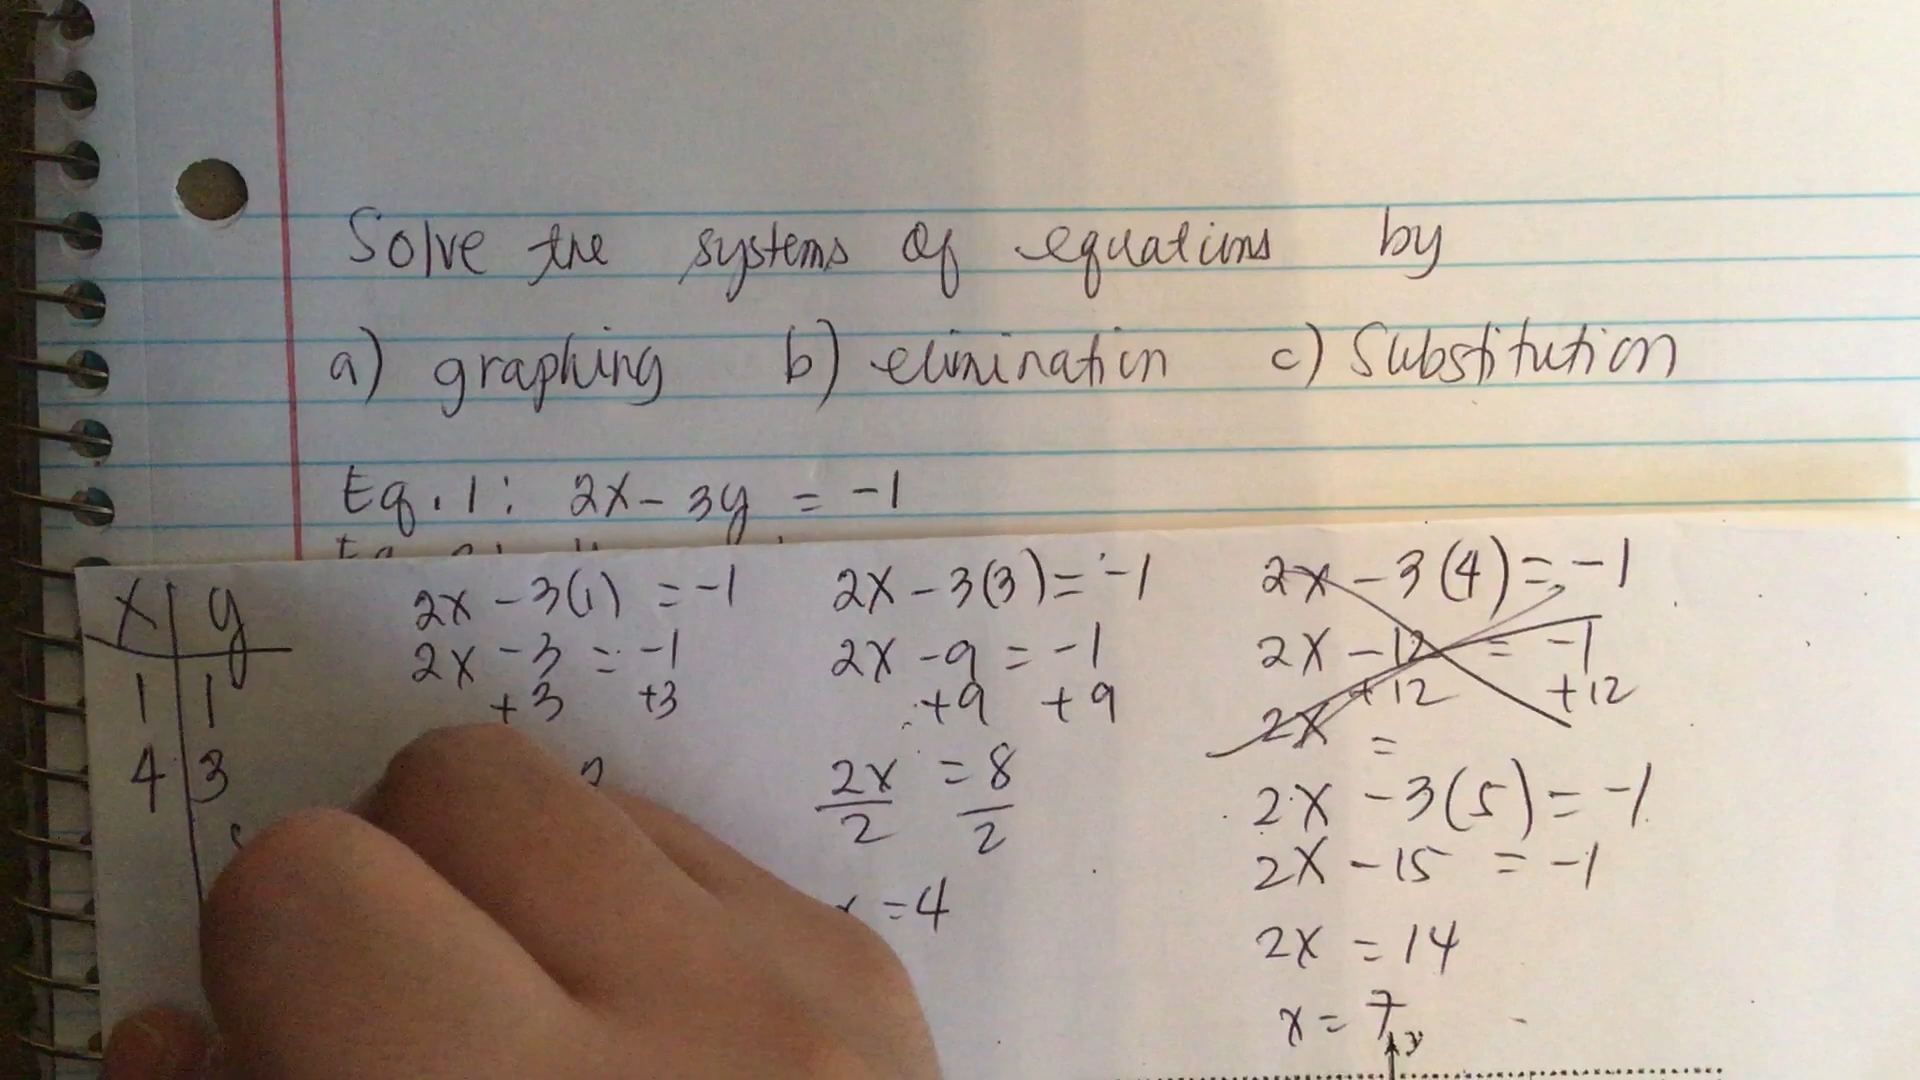 Solve the systems of equations by
a) graphing b) elimination c) Substitution
Eq. 1: 2x - 3y = -1
x y
1 1
4 3
2x - 3(1) = -1
2x - 3 = -1
+3 +3
2x - 3(3) = -1
2x - 9 = -1
+9 +9
2x = 8
2 2
= 4
2x - 3(4) = -1
2x - 12 = -1
+12 +12
2x =
2x - 3(5) = -1
2x - 15 = -1
2x = 14
x = 7
y